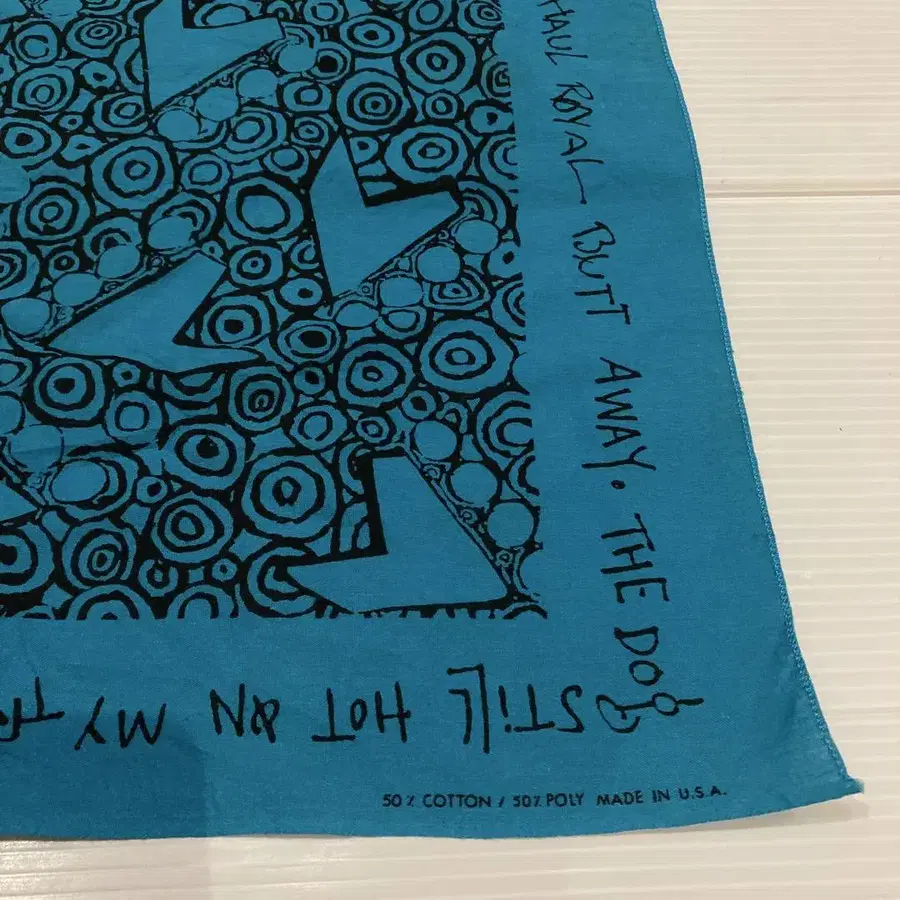 HAUL ROYAL BUTT AWAY. THE DOG
STILL HOT ON MY
50% COTTON / 50% POLY MADE IN U.S.A.